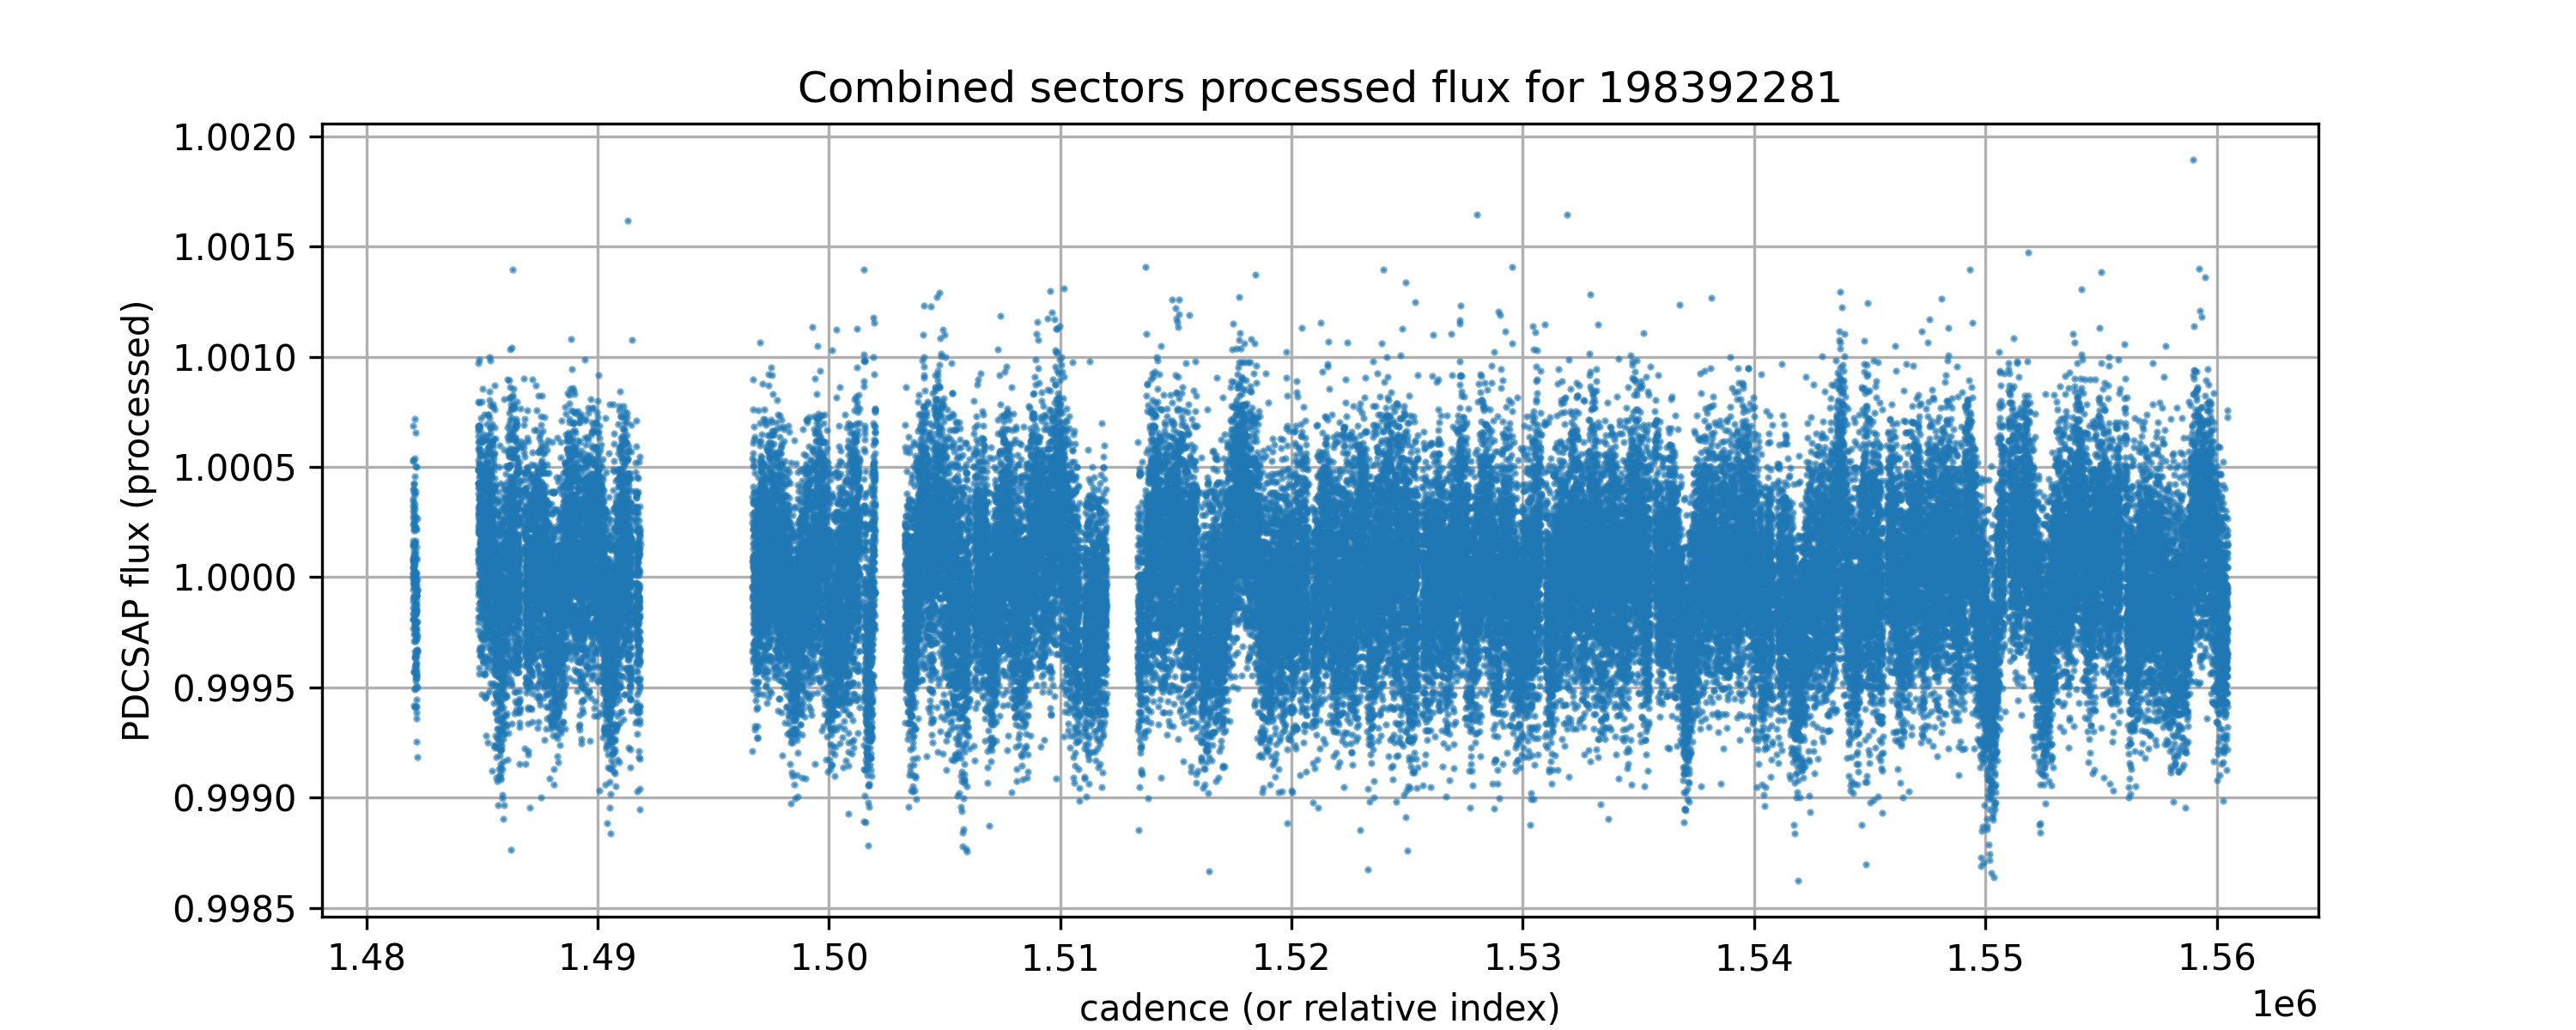 Combined sectors processed flux for 198392281
PDCSAP flux (processed)
1.0020
1.0015
1.0010
1.0005
1.0000
0.9995
0.9990
0.9985
1.48 1.49 1.50 1.51 1.52 1.53 1.54 1.55 1.56
1e6
cadence (or relative index)